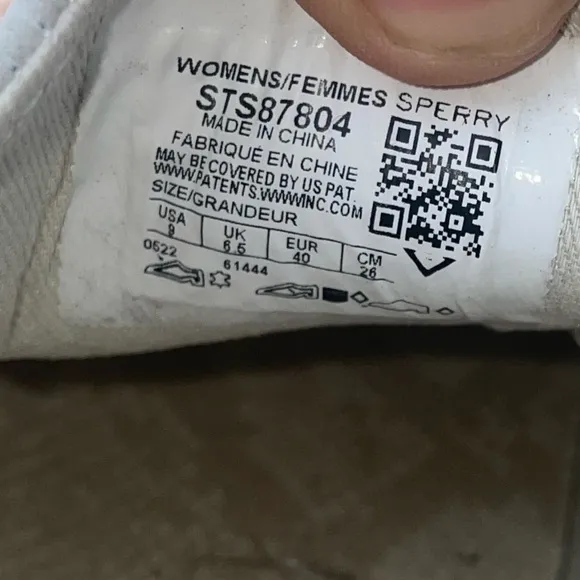 WOMENS/FEMMES SPERRY
STS87804
MADE IN CHINA
FABRIQUÉ EN CHINE
MAY BE COVERED BY US PAT.
WWW.PATENTS.WWWINC.COM
SIZE/GRANDEUR
USA UK EUR CM
9 6.5 40 26
0522 61444